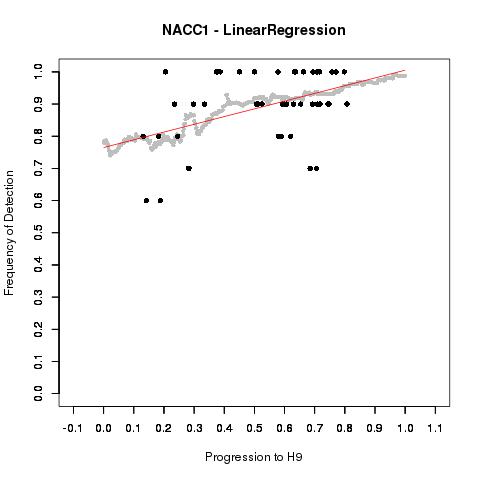 NACC1 - LinearRegression
Frequency of Detection
1.0
0.9
0.8
0.7
0.6
0.5
0.4
0.3
0.2
0.1
0.0
-0.1 0.0 0.1 0.2 0.3 0.4 0.5 0.6 0.7 0.8 0.9 1.0 1.1
Progression to H9